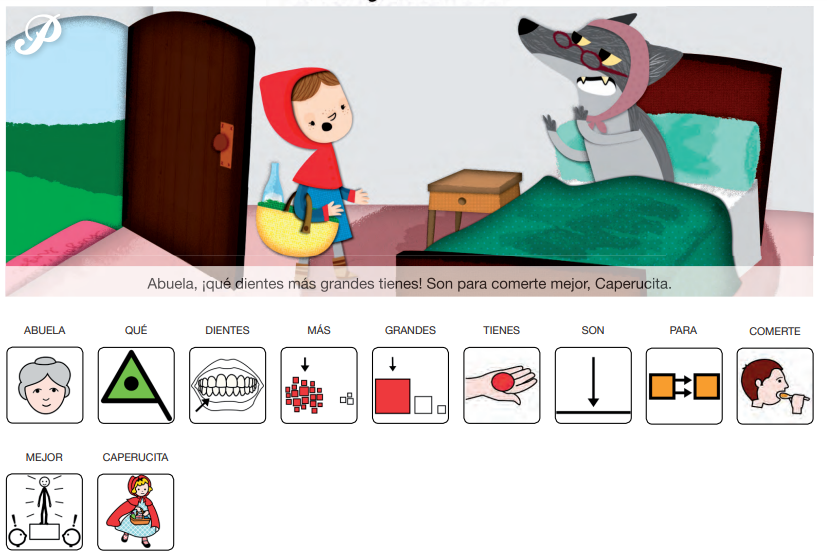 P
Abuela, ¡qué dientes más grandes tienes! Son para comerte mejor, Caperucita.
ABUELA QUÉ DIENTES MÁS GRANDES TIENES SON PARA COMERTE
MEJOR CAPERUCITA